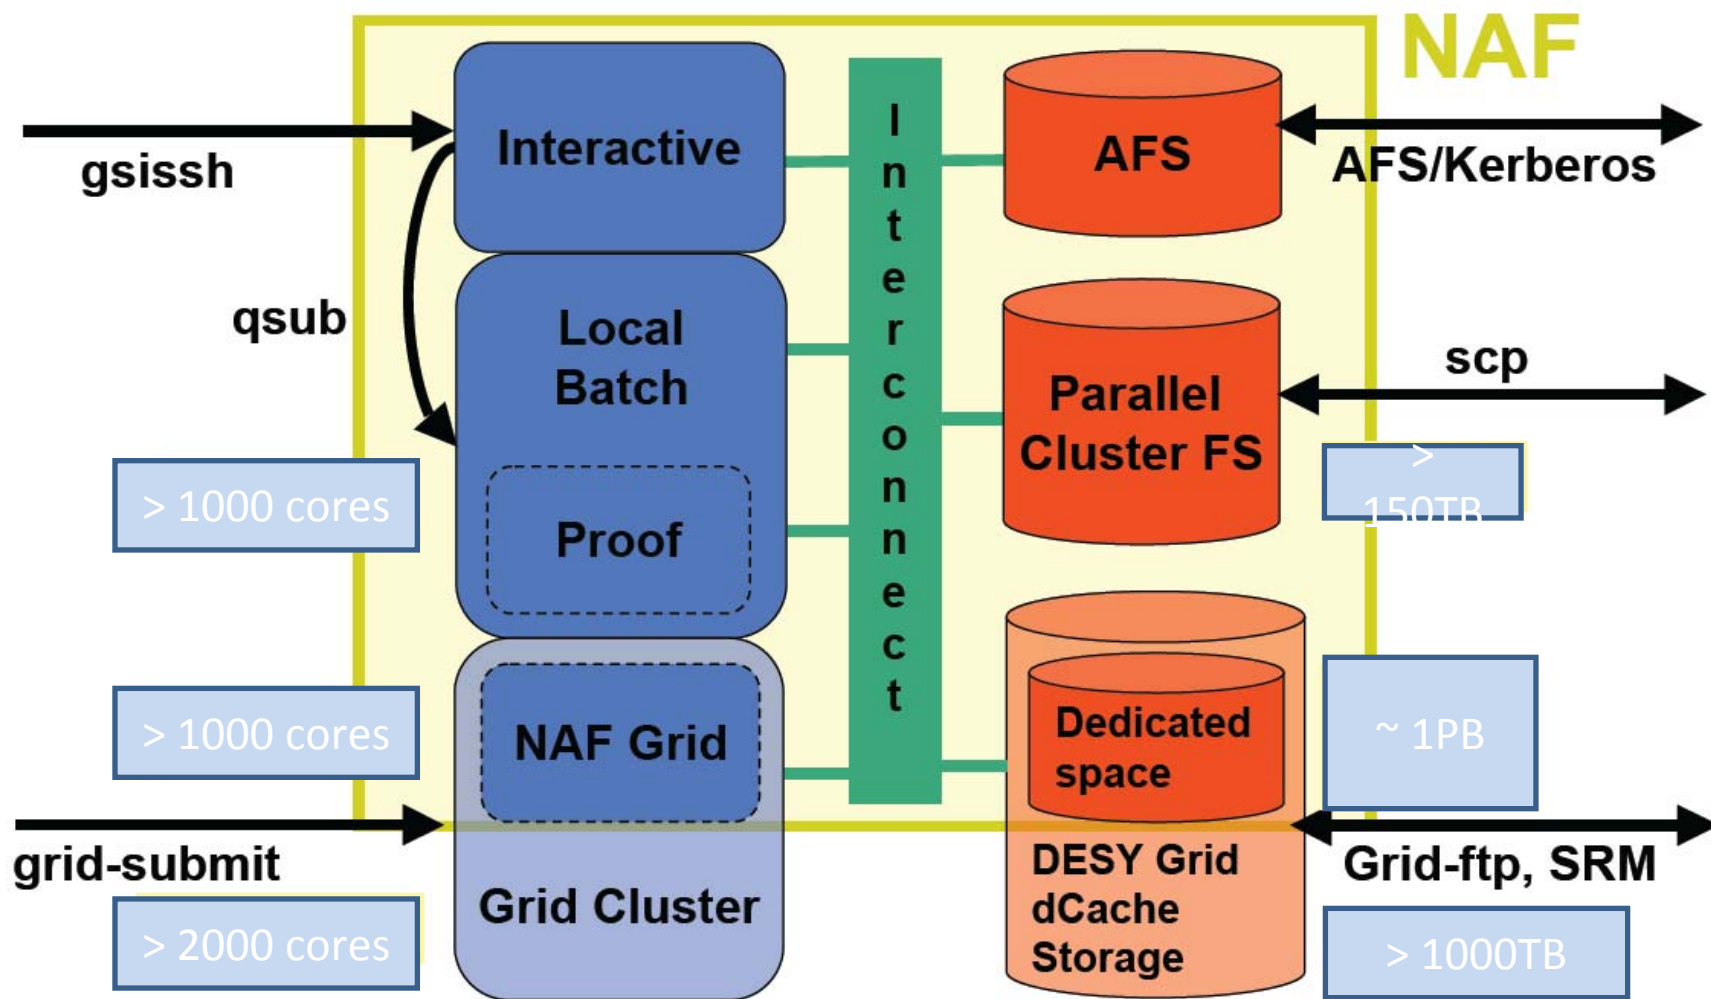 NAF
gsissh
Interactive
Interconnect
AFS
AFS/Kerberos
qsub
Local
Batch
Proof
> 1000 cores
Parallel
Cluster FS
scp
>
150TB
> 1000 cores
NAF Grid
Dedicated
space
~ 1PB
grid-submit
Grid Cluster
> 2000 cores
DESY Grid
dCache
Storage
Grid-ftp, SRM
> 1000TB